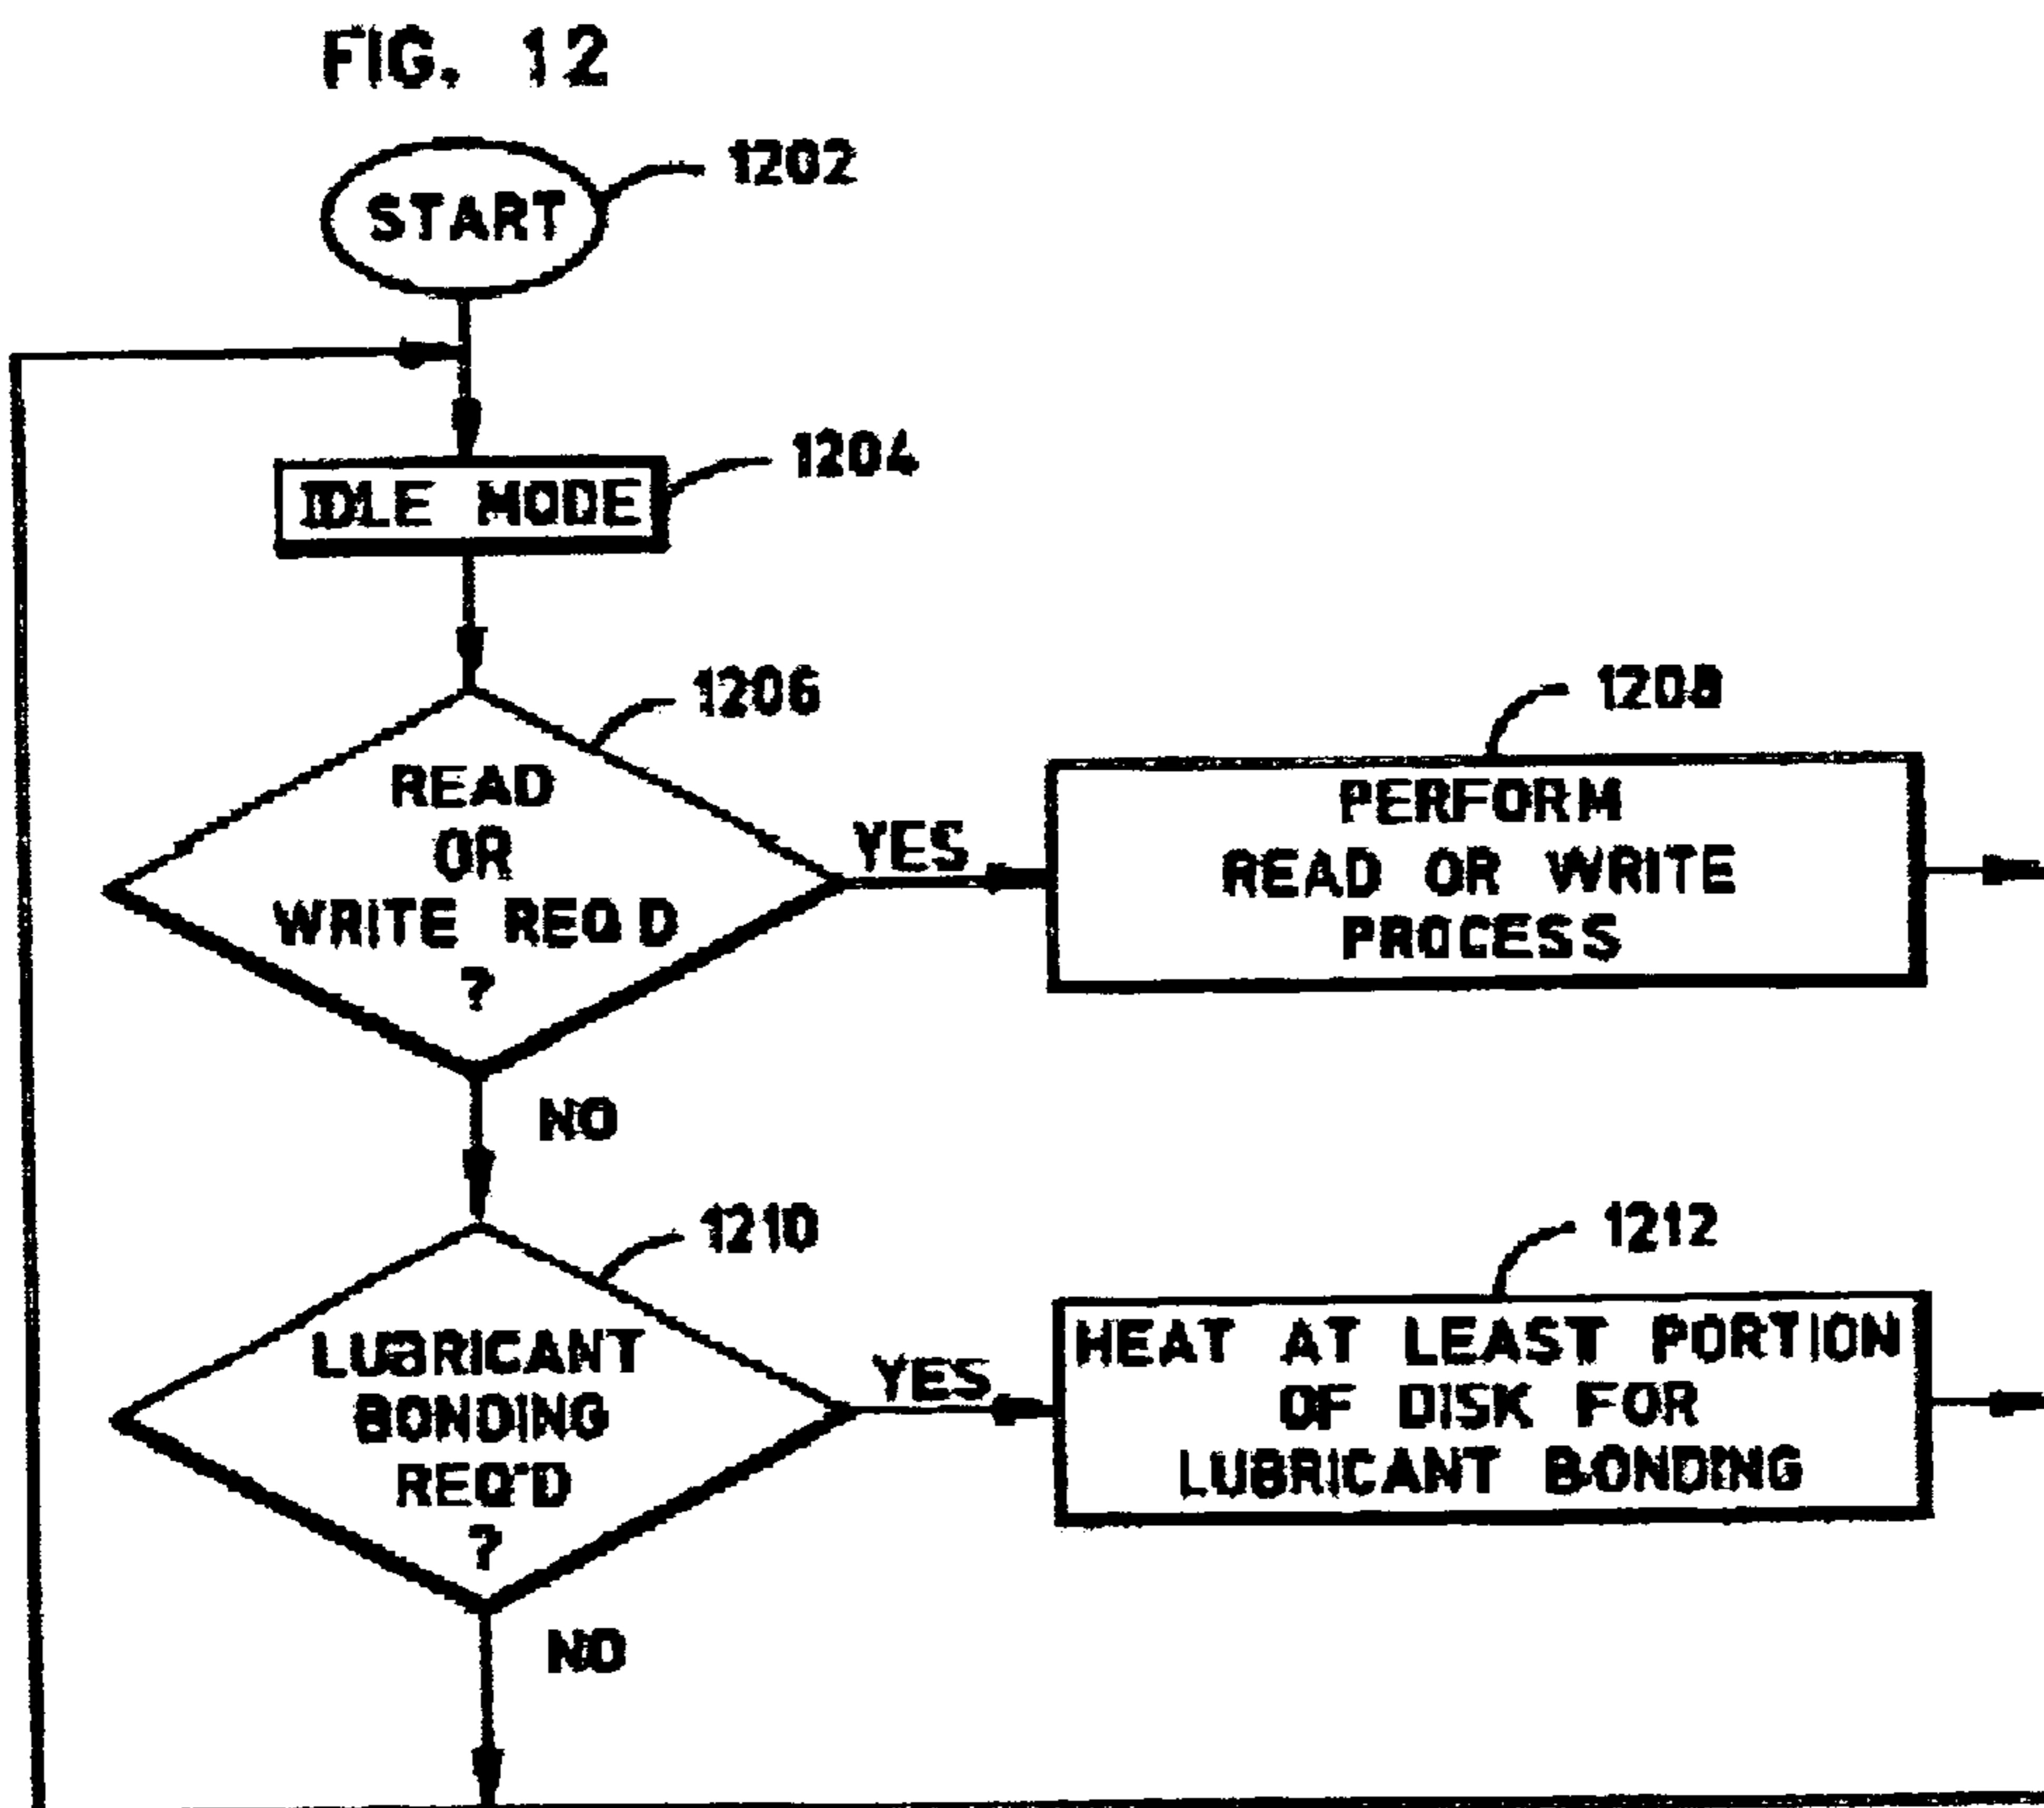 FIG. 12
1202
START
1204
IDLE MODE
1206
READ
OR
WRITE REQ D
?
YES
1208
PERFORM
READ OR WRITE
PROCESS
NO
1210
LUBRICANT
BONDING
REQ'D
?
YES
1212
HEAT AT LEAST PORTION
OF DISK FOR
LUBRICANT BONDING
NO